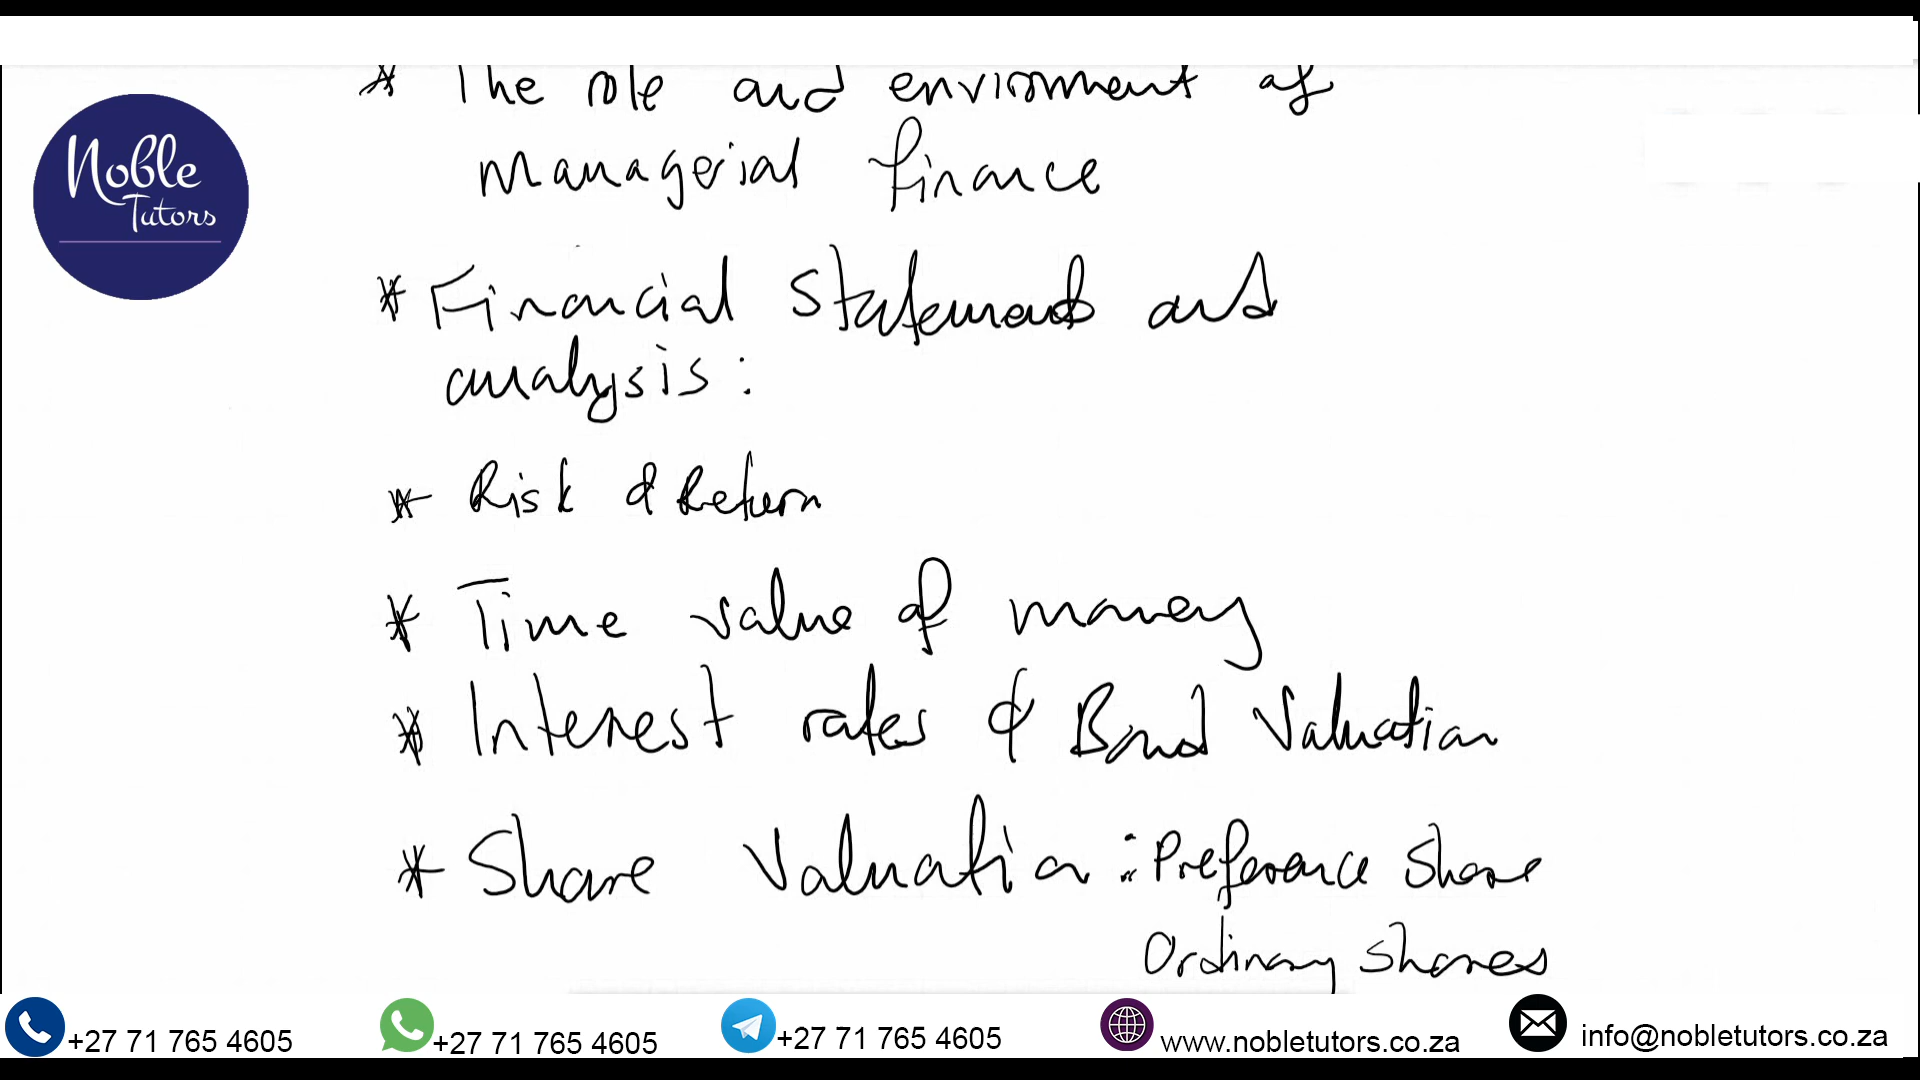 * The role and environment of
managerial finance
Noble
Tutors
* Financial Statements and
analysis:
* Risk & Return
* Time value of money
* Interest rates & Bond Valuation
* Share Valuation: Preference Share
Ordinary Shares
+27 71 765 4605
+27 71 765 4605
+27 71 765 4605
www.nobletutors.co.za
info@nobletutors.co.za